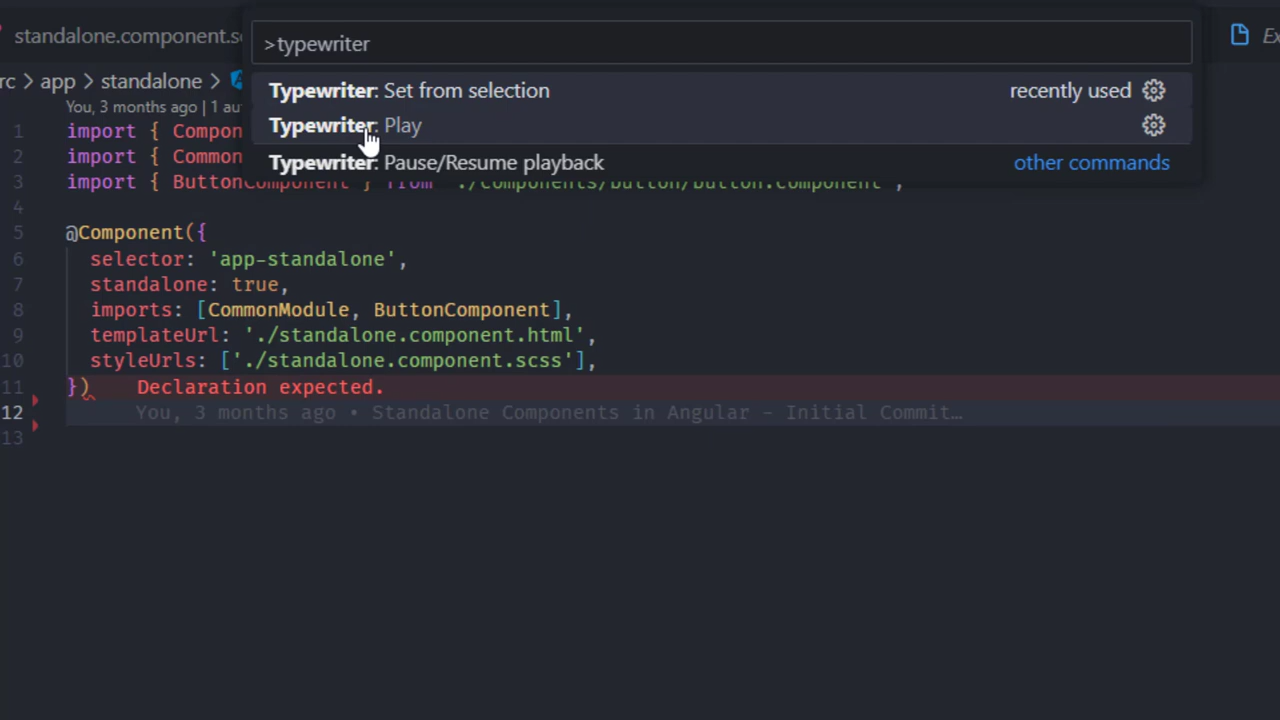 standalone.component.s
>typewriter
rc > app > standalone >
Typewriter: Set from selection recently used
You, 3 months ago | 1 au
Typewriter: Play
Typewriter: Pause/Resume playback other commands
1 import { Compon
2 import { Common
3 import { ButtonComponent } from './components/button/button.component';
4
5 @Component({
6 selector: 'app-standalone',
7 standalone: true,
8 imports: [CommonModule, ButtonComponent],
9 templateUrl: './standalone.component.html',
10 styleUrls: ['./standalone.component.scss'],
11 }) Declaration expected.
12 You, 3 months ago • Standalone Components in Angular - Initial Commit…
13